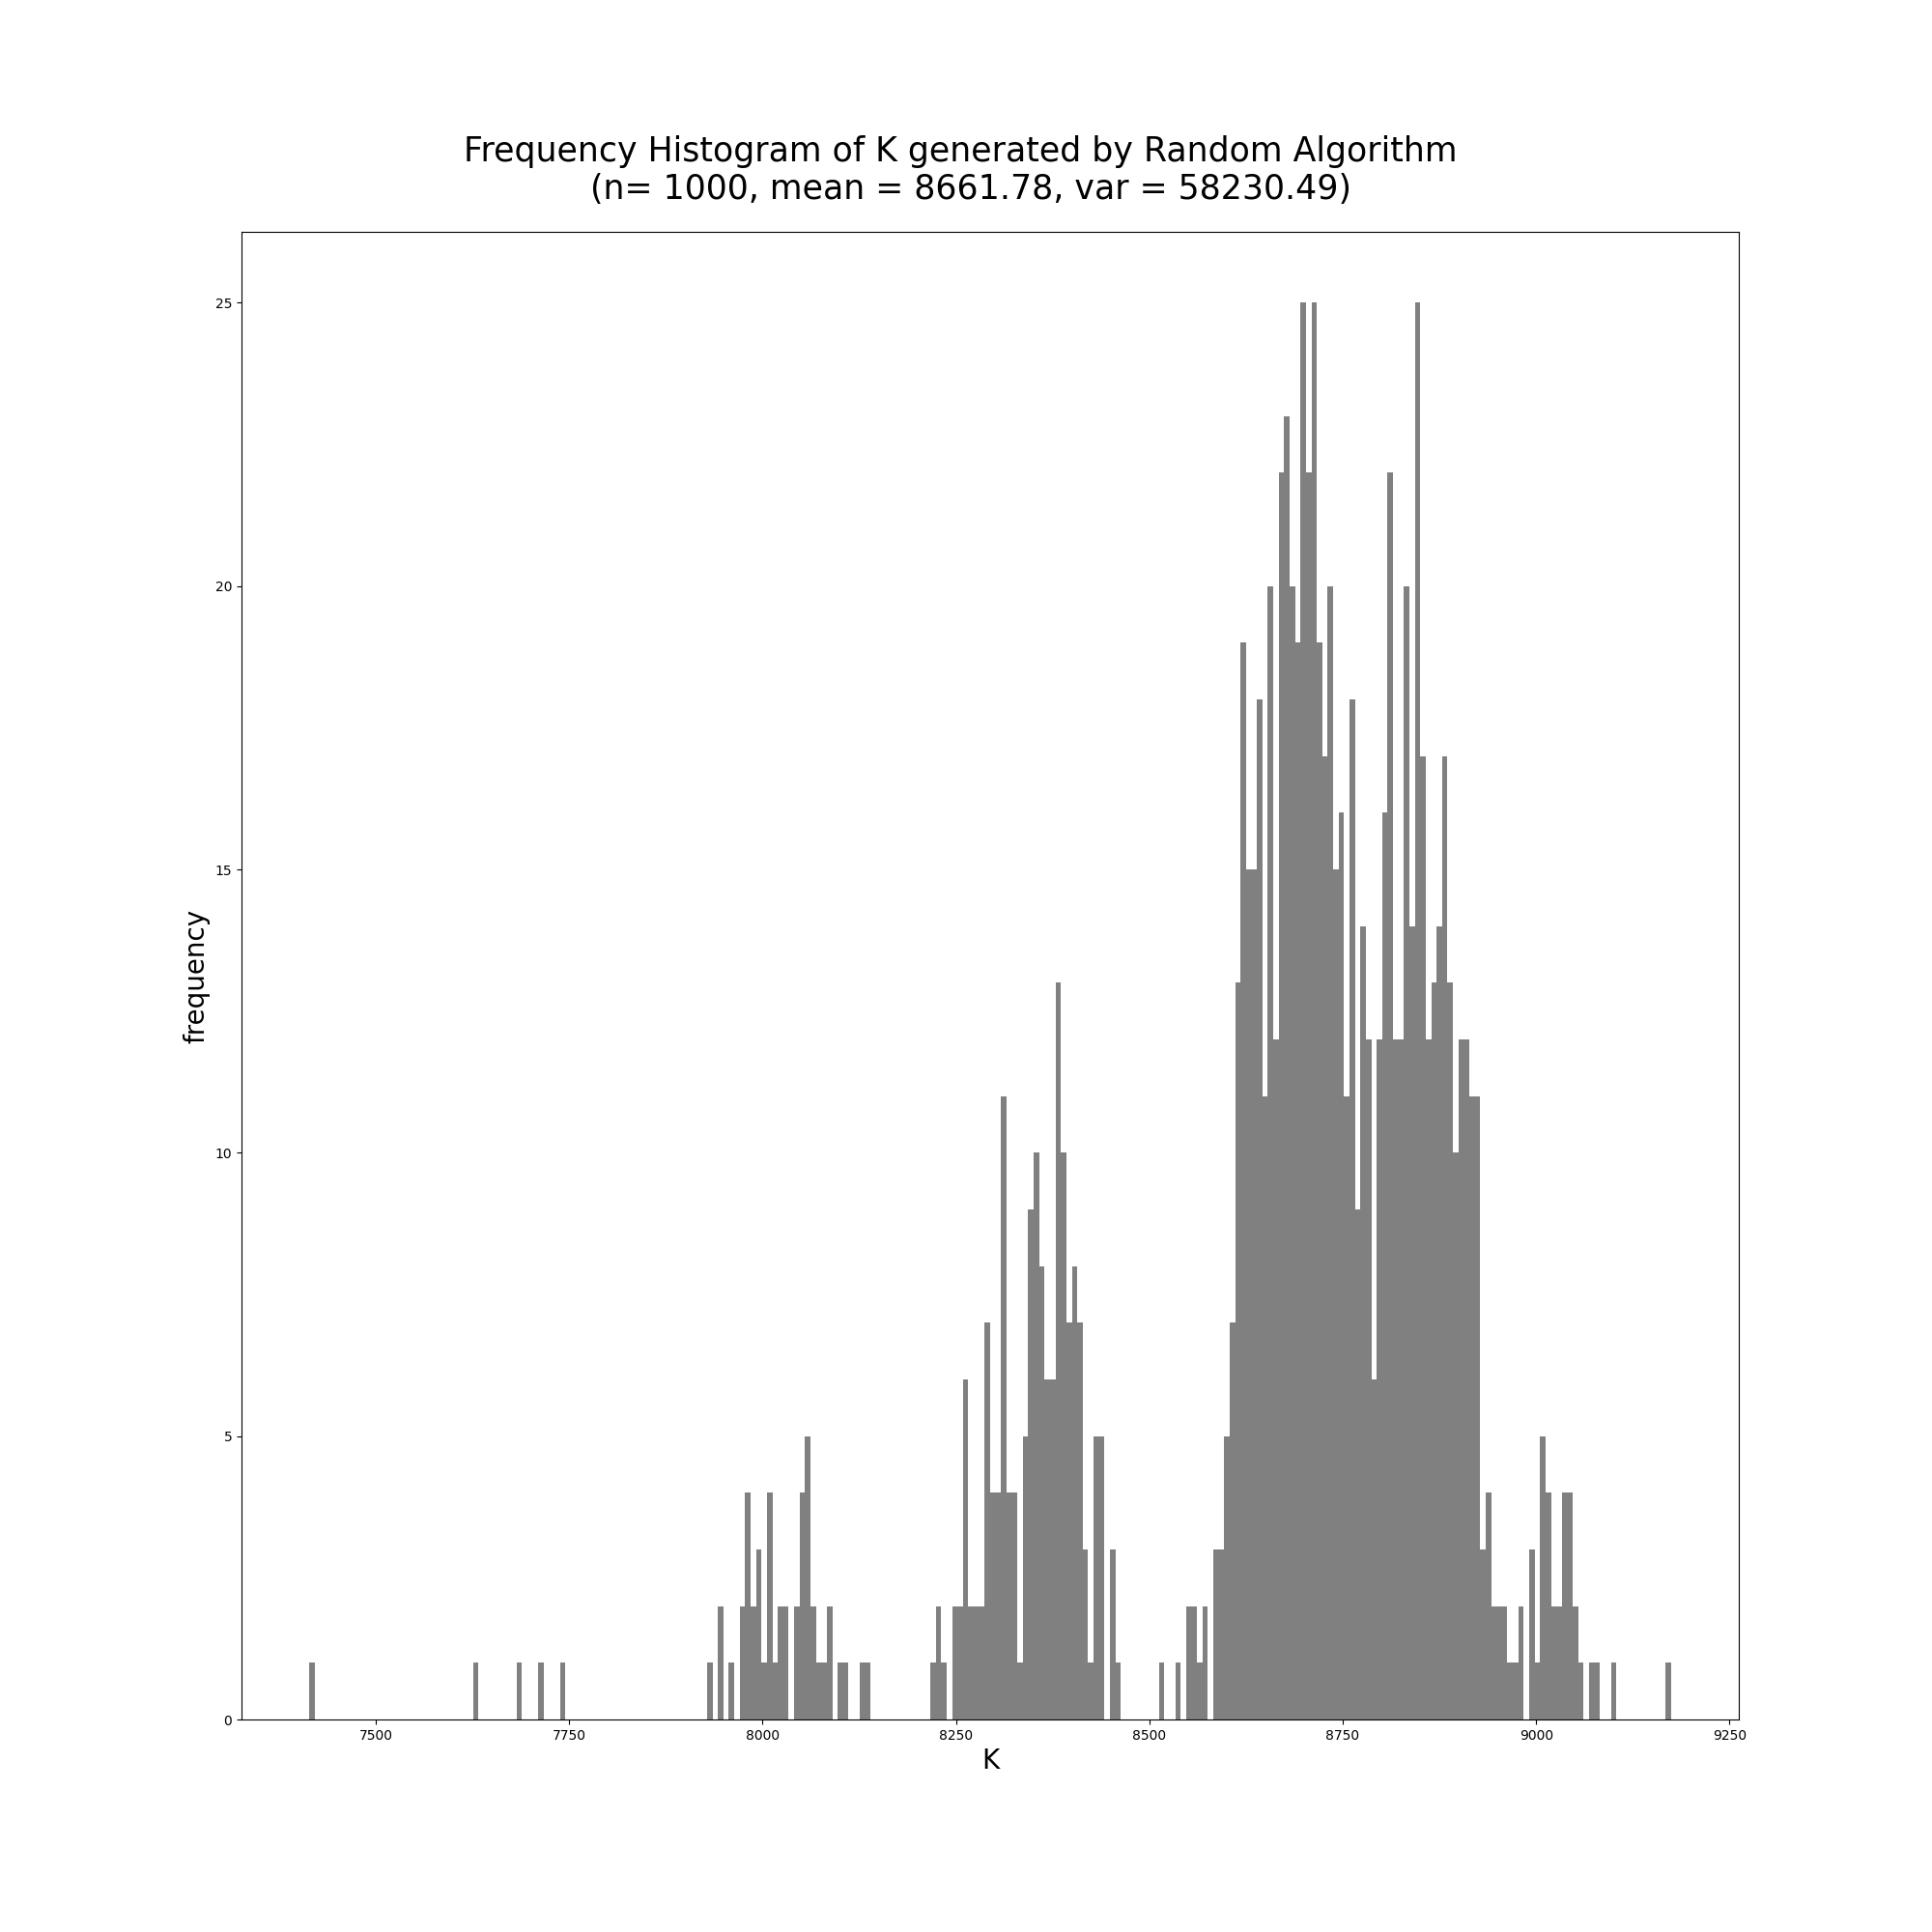 Frequency Histogram of K generated by Random Algorithm
(n= 1000, mean = 8661.78, var = 58230.49)
25
20
15
10
5
0
frequency
7500 7750 8000 8250 8500 8750 9000 9250
K